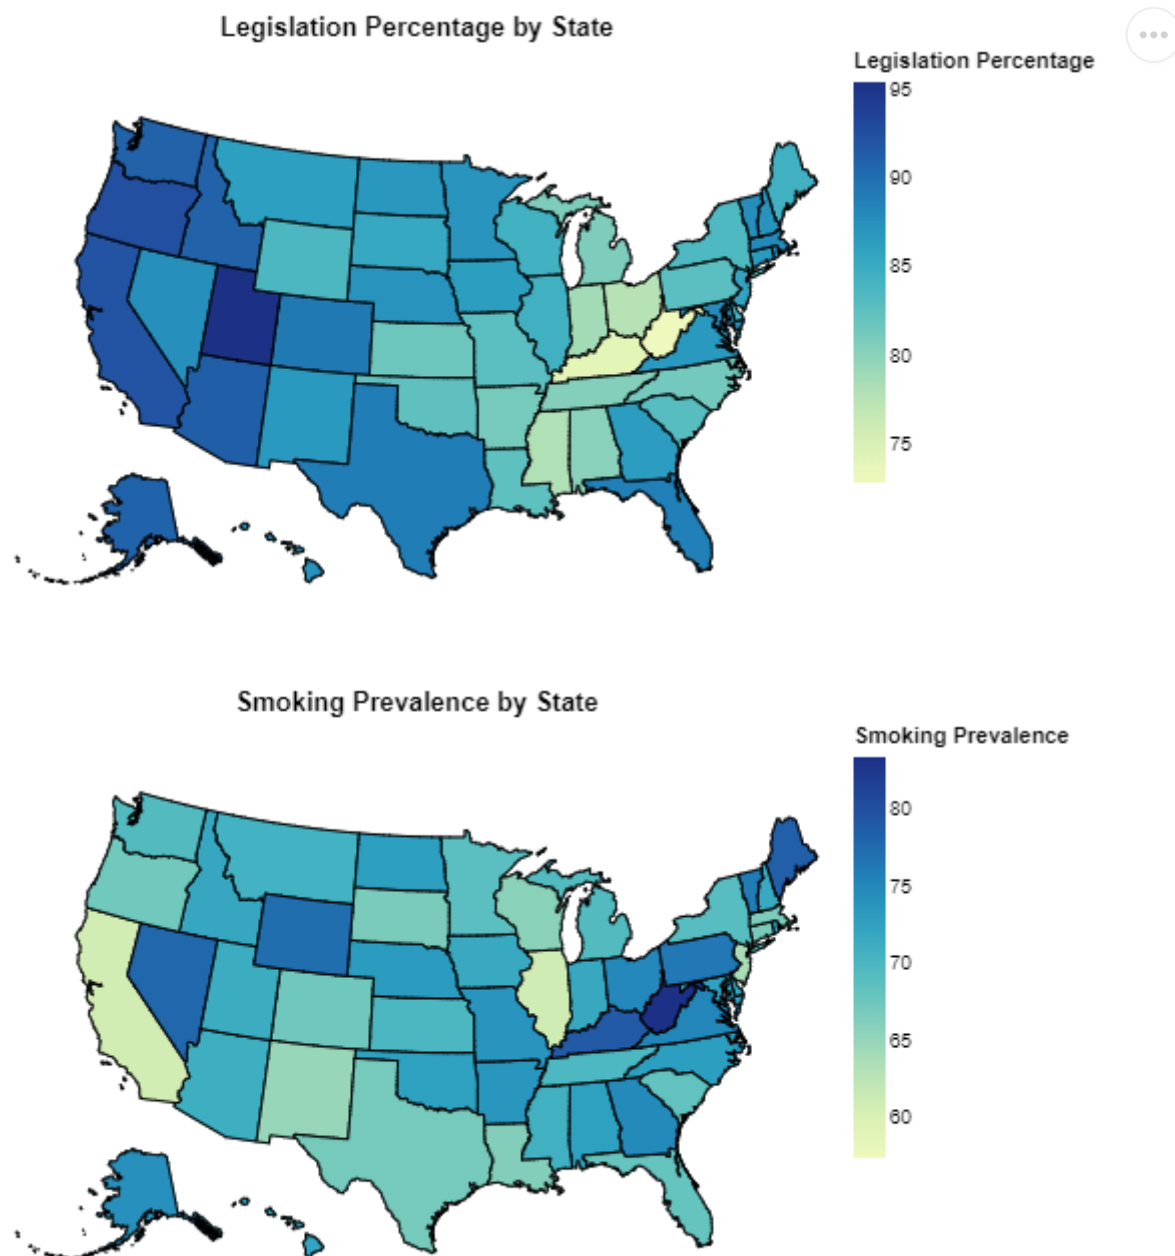 Legislation Percentage by State
Legislation Percentage
95
90
85
80
75
Smoking Prevalence by State
Smoking Prevalence
80
75
70
65
60